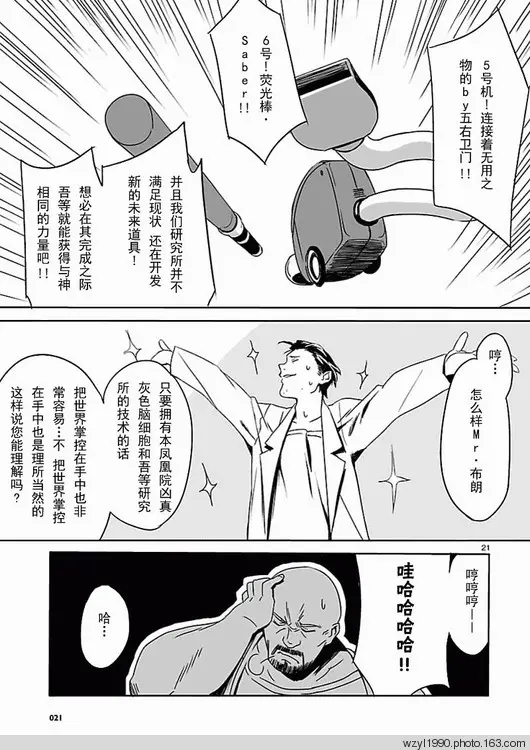 5号机！连接着无用之
物的by五右卫门！！
6号！荧光棒·
Saber！！
并且我们研究所并不
满足现状 还在开发
新的未来道具！
想必在其完成之际
吾等就能获得与神
相同的力量吧！！
哼…
怎么样Mr·布朗
只要拥有本凤凰院凶真
灰色脑细胞和吾等研究
所的技术的话
把世界掌控在手中也非
常容易…不 把世界掌控
在手中也是理所当然的
这样说您能理解吗？
21
哼哼哼——
哇哈哈哈哈！！
哈…
021
wzyl1990.photo.163.com